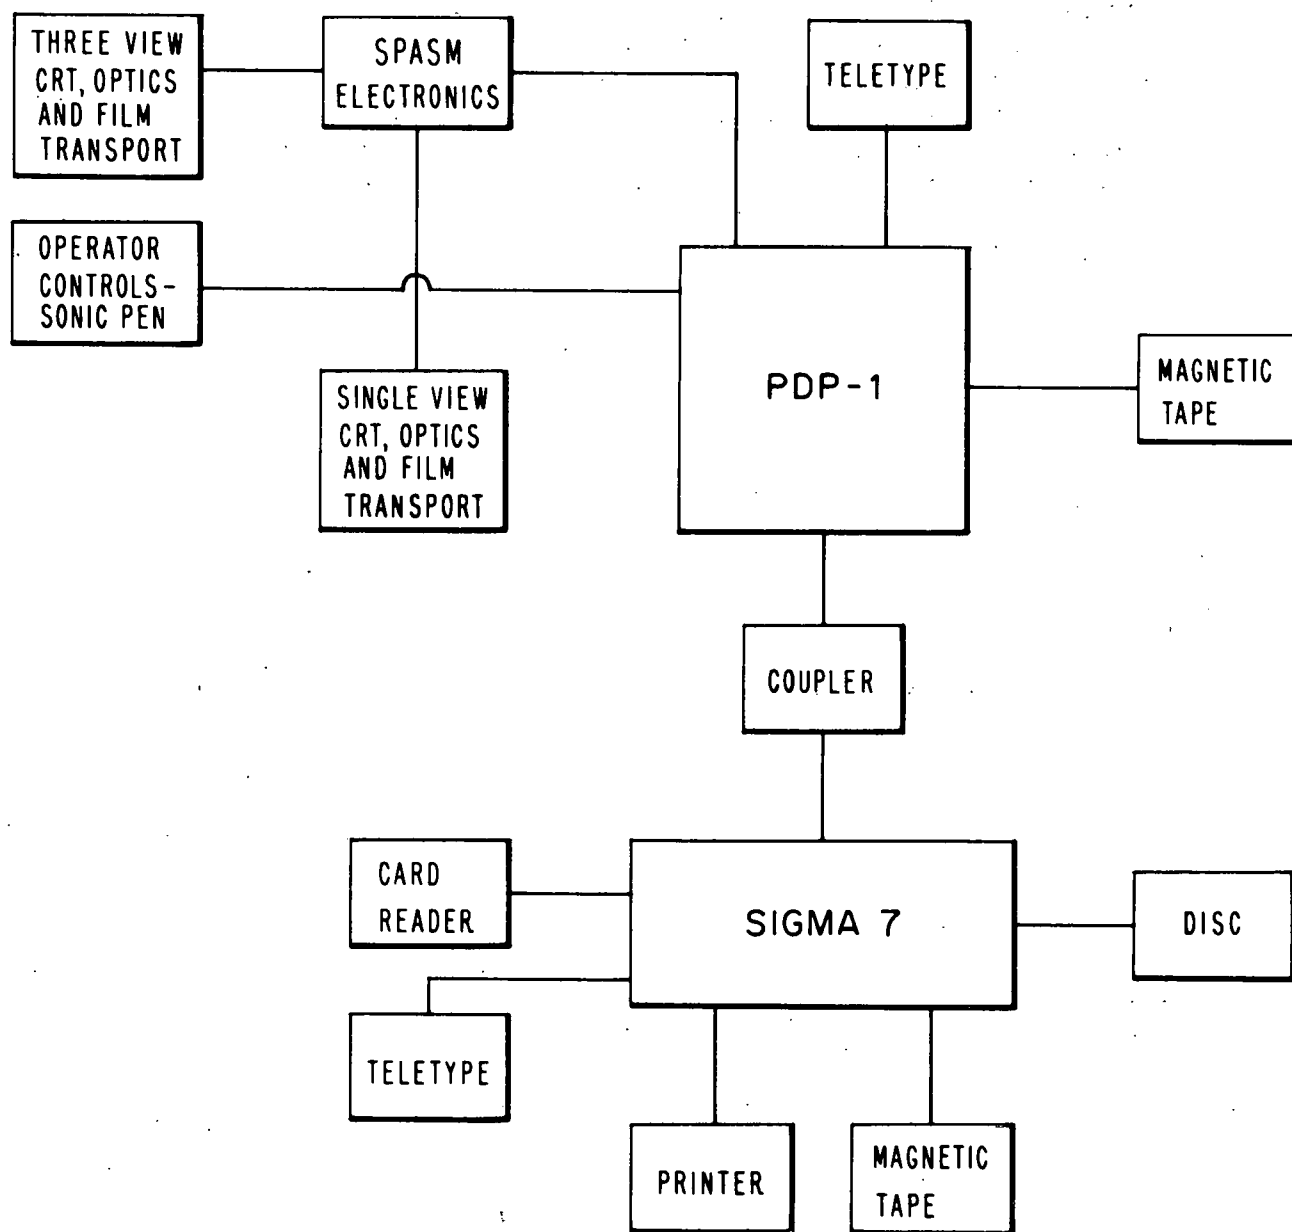 THREE VIEW
CRT, OPTICS
AND FILM
TRANSPORT
SPASM
ELECTRONICS
TELETYPE
OPERATOR
CONTROLS-
SONIC PEN
SINGLE VIEW
CRT, OPTICS
AND FILM
TRANSPORT
PDP-1
MAGNETIC
TAPE
COUPLER
CARD
READER
SIGMA 7
DISC
TELETYPE
PRINTER
MAGNETIC
TAPE